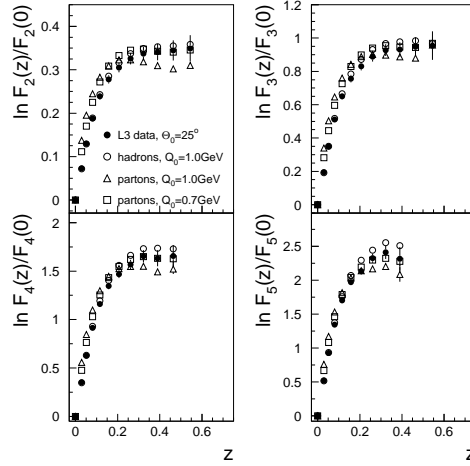 ln F2(z)/F2(0)
0.3
0.2
0.1
0
L3 data, Θ0=25°
hadrons, Q0=1.0GeV
partons, Q0=1.0GeV
partons, Q0=0.7GeV
ln F3(z)/F3(0)
1
0.8
0.6
0.4
0.2
0
ln F4(z)/F4(0)
2
1.5
1
0.5
0
0 0.2 0.4 0.6
z
ln F5(z)/F5(0)
2.5
2
1.5
1
0.5
0
0 0.2 0.4 0.6
z